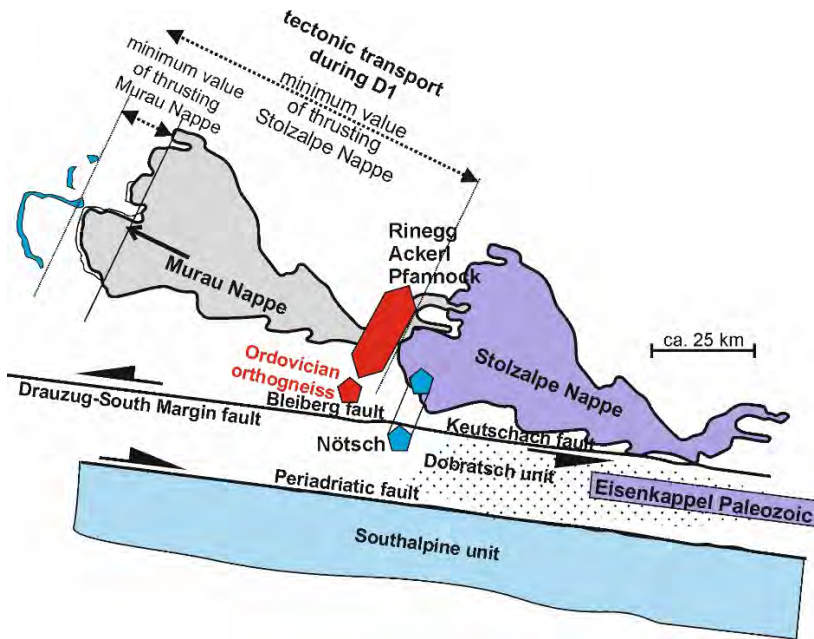 tectonic transport
during D1
minimum value
of thrusting
Murau Nappe
minimum value
of thrusting
Stolzalpe Nappe
Rinegg
Ackerl
Pfannock
Murau Nappe
Stolzalpe Nappe
ca. 25 km
Ordovician
orthogneiss
Bleiberg fault
Drauzug-South Margin fault
Keutschach fault
Nötsch
Dobratsch unit
Eisenkappel Paleozoic
Periadriatic fault
Southalpine unit